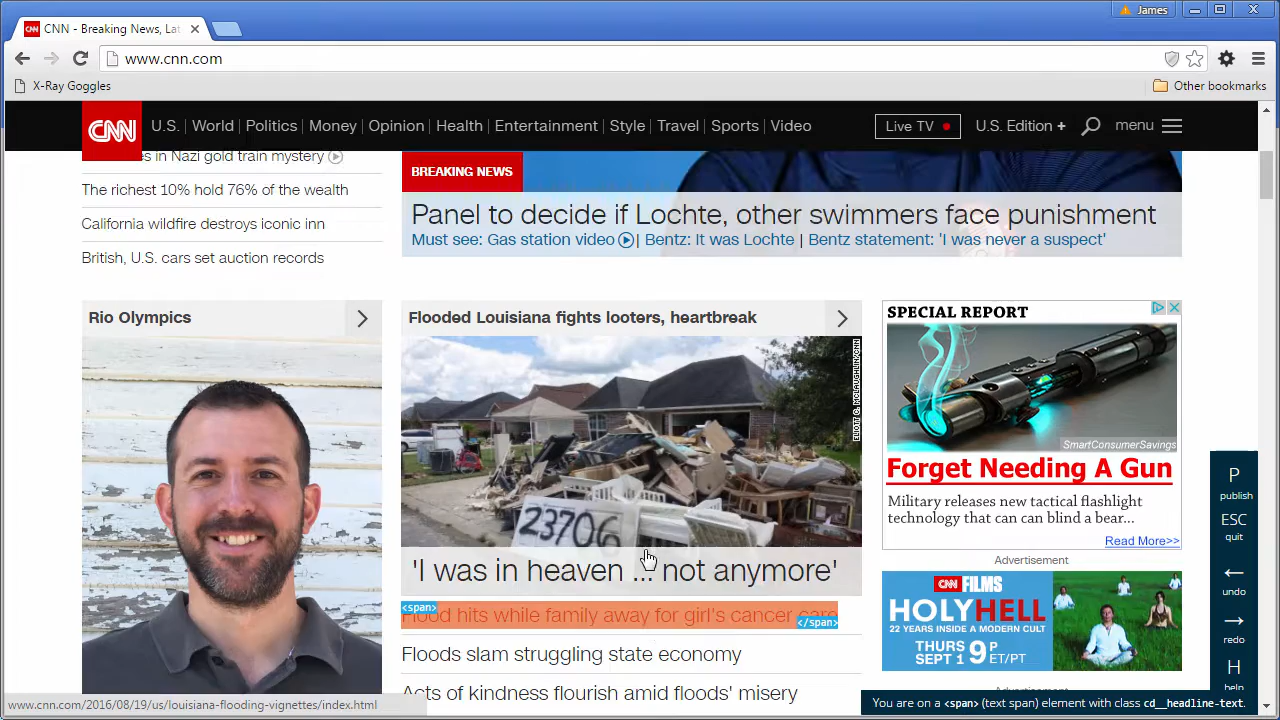 James
CNN - Breaking News, Lat
www.cnn.com
X-Ray Goggles
Other bookmarks
CNN
U.S.
World
Politics
Money
Opinion
Health
Entertainment
Style
Travel
Sports
Video
Live TV
U.S. Edition +
menu
s in Nazi gold train mystery
The richest 10% hold 76% of the wealth
California wildfire destroys iconic inn
British, U.S. cars set auction records
BREAKING NEWS
Panel to decide if Lochte, other swimmers face punishment
Must see: Gas station video | Bentz: It was Lochte | Bentz statement: 'I was never a suspect'
Rio Olympics
Flooded Louisiana fights looters, heartbreak
ELIOTT C. MCLAUGHLIN/CNN
23706
'I was in heaven ... not anymore'
<span>
Flood hits while family away for girl's cancer care
</span>
Floods slam struggling state economy
Acts of kindness flourish amid floods' misery
SPECIAL REPORT
SmartConsumerSavings
Forget Needing A Gun
Military releases new tactical flashlight
technology that can can blind a bear...
Read More>>
Advertisement
CNN FILMS
HOLYHELL
22 YEARS INSIDE A MODERN CULT
THURS
SEPT 1
9P
ET/PT
Advertisement
P
publish
ESC
quit
←
undo
→
redo
H
help
www.cnn.com/2016/08/19/us/louisiana-flooding-vignettes/index.html
You are on a <span> (text span) element with class cd__headline-text.